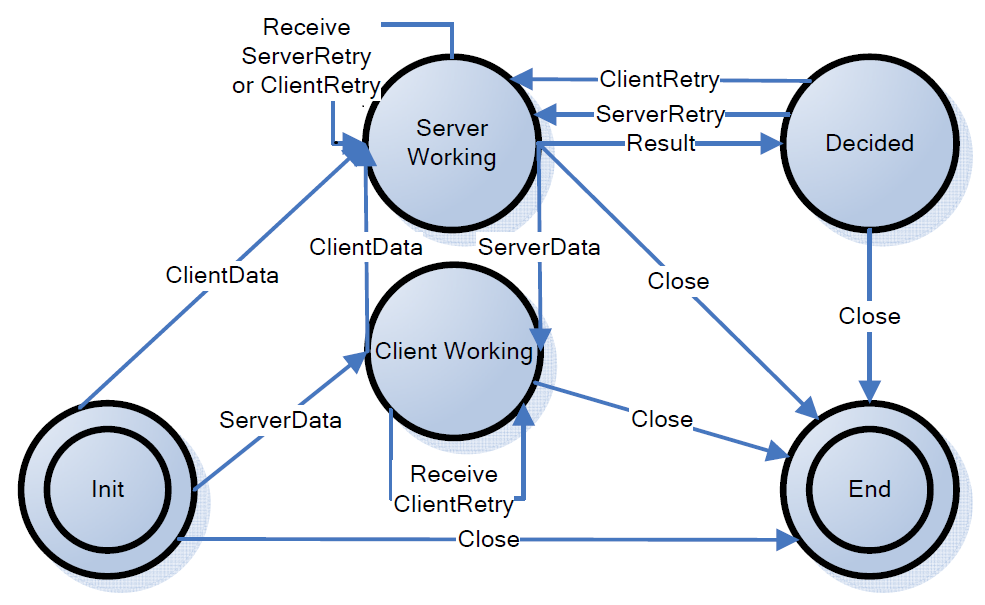 Receive
ServerRetry
or ClientRetry
ClientRetry
ServerRetry
Server
Working
Result
Decided
ClientData
ServerData
ClientData
Close
Close
Client Working
ServerData
Close
Receive
ClientRetry
Init
End
Close